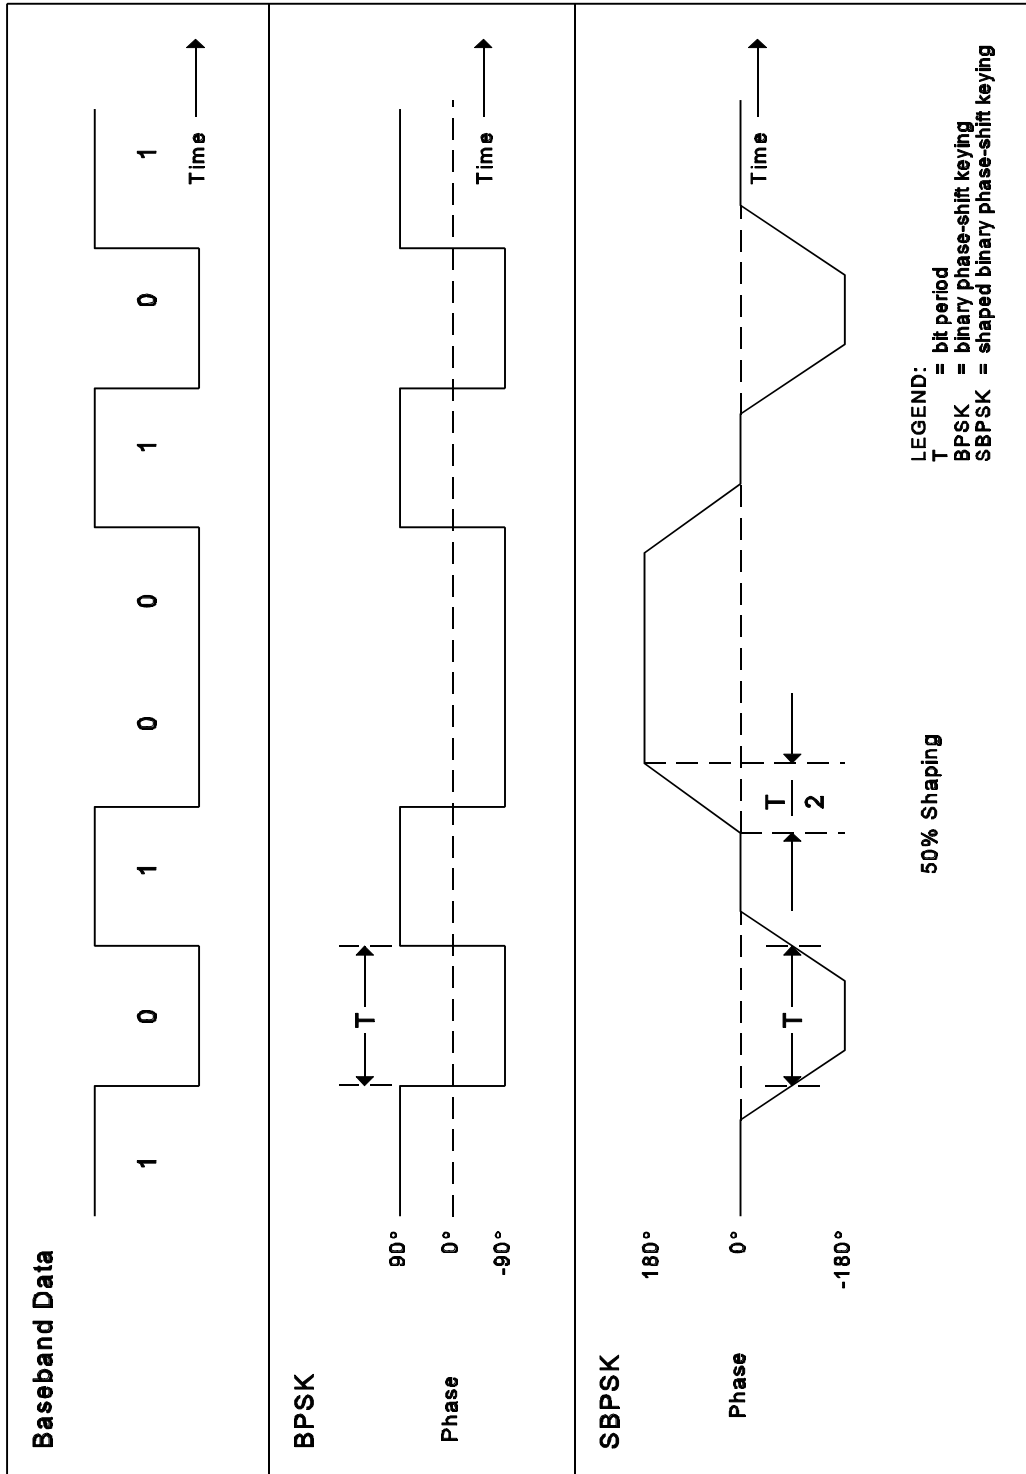 Baseband Data
1 0 1 0 0 1 0 1
Time
BPSK
Phase
90°
0°
-90°
T
Time
SBPSK
Phase
180°
0°
-180°
T
T
2
Time
50% Shaping
LEGEND:
T = bit period
BPSK = binary phase-shift keying
SBPSK = shaped binary phase-shift keying